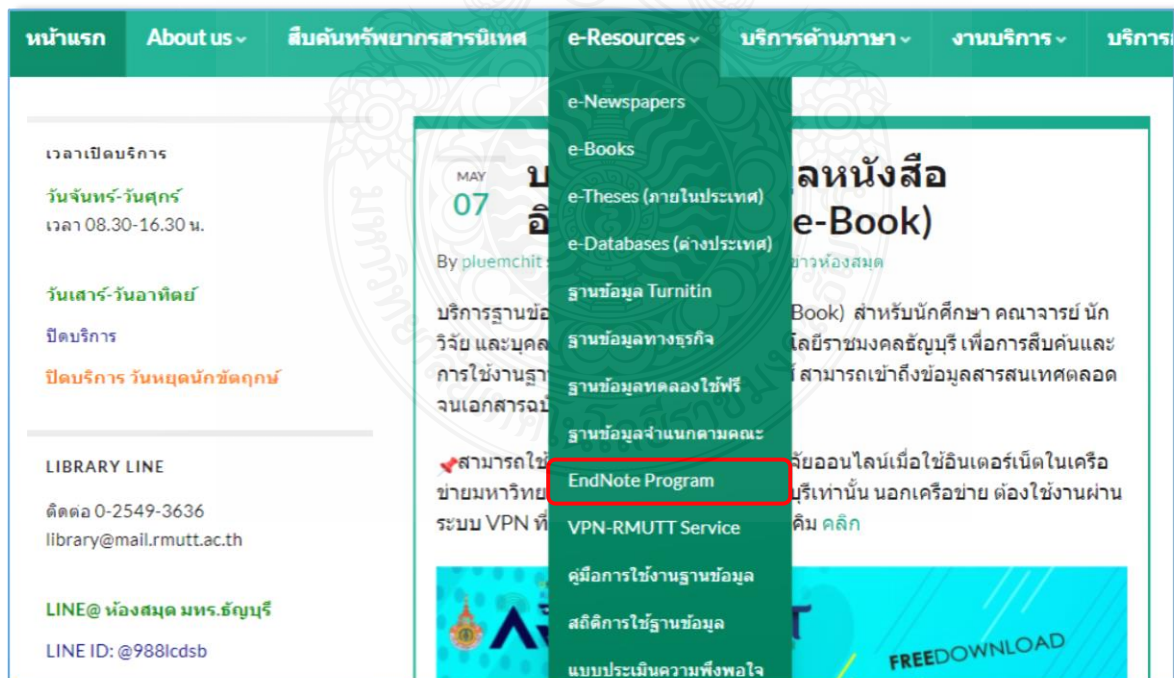 หน้าแรก About us สืบค้นทรัพยากรสารนิเทศ e-Resources บริการด้านภาษา งานบริการ บริการ
e-Newspapers
e-Books
e-Theses (ภายในประเทศ)
e-Databases (ต่างประเทศ)
ฐานข้อมูล Turnitin
ฐานข้อมูลทางธุรกิจ
ฐานข้อมูลทดลองใช้ฟรี
ฐานข้อมูลจำแนกตามคณะ
EndNote Program
VPN-RMUTT Service
คู่มือการใช้งานฐานข้อมูล
สถิติการใช้ฐานข้อมูล
แบบประเมินความพึงพอใจ
เวลาเปิดบริการ
วันจันทร์-วันศุกร์
เวลา 08.30-16.30 น.
วันเสาร์-วันอาทิตย์
ปิดบริการ
ปิดบริการ วันหยุดนักขัตฤกษ์
LIBRARY LINE
ติดต่อ 0-2549-3636
library@mail.rmutt.ac.th
LINE@ ห้องสมุด มทร.ธัญบุรี
LINE ID: @988lcdsb
MAY
07
ลหนังสือ
e-Book)
By pluemchit ข่าวห้องสมุด
บริการฐานข้อ Book) สำหรับนักศึกษา คณาจารย์ นัก
วิจัย และบุคล โลยีราชมงคลธัญบุรี เพื่อการสืบค้นและ
การใช้งานฐา สามารถเข้าถึงข้อมูลสารสนเทศตลอด
จนเอกสารฉบั
สามารถใช้ วิจัยออนไลน์เมื่อใช้อินเตอร์เน็ตในเครือ
ข่ายมหาวิทย บุรีเท่านั้น นอกเครือข่าย ต้องใช้งานผ่าน
ระบบ VPN ที่ คลิก
FREEDOWNLOAD